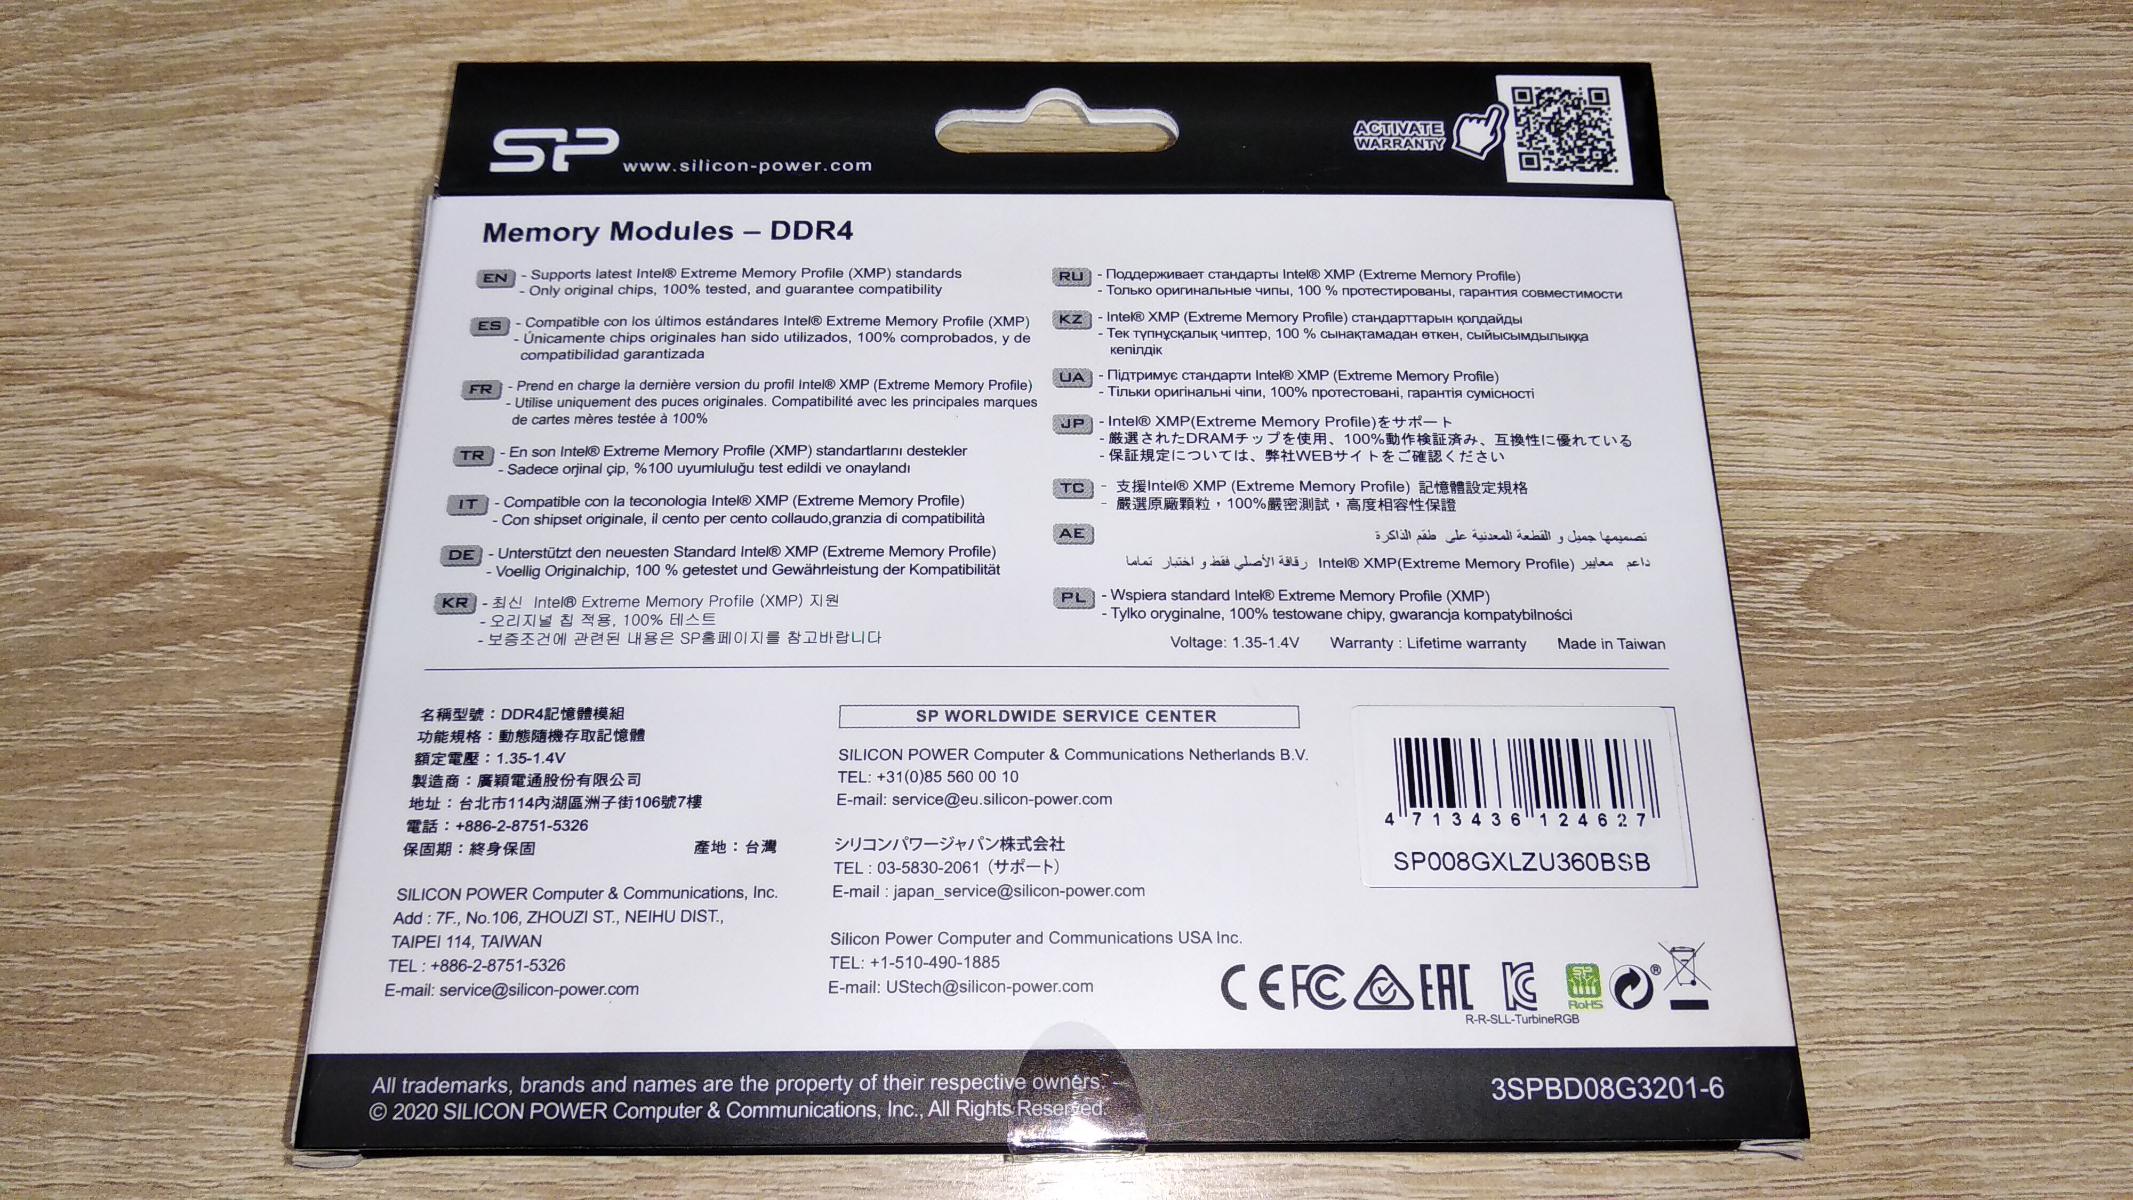 SP www.silicon-power.com
ACTIVATE
WARRANTY
Memory Modules – DDR4
EN - Supports latest Intel® Extreme Memory Profile (XMP) standards
- Only original chips, 100% tested, and guarantee compatibility
ES - Compatible con los últimos estándares Intel® Extreme Memory Profile (XMP)
- Únicamente chips originales han sido utilizados, 100% comprobados, y de
compatibilidad garantizada
FR - Prend en charge la dernière version du profil Intel® XMP (Extreme Memory Profile)
- Utilise uniquement des puces originales. Compatibilité avec les principales marques
de cartes mères testée à 100%
TR - En son Intel® Extreme Memory Profile (XMP) standartlarını destekler
- Sadece orjinal çip, %100 uyumluluğu test edildi ve onaylandı
IT - Compatible con la teconologia Intel® XMP (Extreme Memory Profile)
- Con shipset originale, il cento per cento collaudo,granzia di compatibilità
DE - Unterstützt den neuesten Standard Intel® XMP (Extreme Memory Profile)
- Voellig Originalchip, 100 % getestet und Gewährleistung der Kompatibilität
KR - 최신 Intel® Extreme Memory Profile (XMP) 지원
- 오리지널 칩 적용, 100% 테스트
- 보증조건에 관련된 내용은 SP홈페이지를 참고바랍니다
RU - Поддерживает стандарты Intel® XMP (Extreme Memory Profile)
- Только оригинальные чипы, 100 % протестированы, гарантия совместимости
KZ - Intel® XMP (Extreme Memory Profile) стандарттарын қолдайды
- Тек түпнұсқалық чиптер, 100 % сынақтамадан өткен, сыйысымдылыққа
кепілдік
UA - Підтримує стандарти Intel® XMP (Extreme Memory Profile)
- Тільки оригінальні чіпи, 100% протестовані, гарантія сумісності
JP - Intel® XMP(Extreme Memory Profile)をサポート
- 厳選されたDRAMチップを使用、100%動作検証済み、互換性に優れている
- 保証規定については、弊社WEBサイトをご確認ください
TC - 支援Intel® XMP (Extreme Memory Profile) 記憶體設定規格
- 嚴選原廠顆粒，100%嚴密測試，高度相容性保證
AE تصميمها جميل و القطعة المعدنية على طقم الذاكرة
داعم معايير Intel® XMP(Extreme Memory Profile) رقاقة الأصلي فقط و اختبار تماما
PL - Wspiera standard Intel® Extreme Memory Profile (XMP)
- Tylko oryginalne, 100% testowane chipy, gwarancja kompatybilności
Voltage: 1.35-1.4V Warranty : Lifetime warranty Made in Taiwan
名稱型號：DDR4記憶體模組
功能規格：動態隨機存取記憶體
額定電壓：1.35-1.4V
製造商：廣穎電通股份有限公司
地址：台北市114內湖區洲子街106號7樓
電話：+886-2-8751-5326
保固期：終身保固 產地：台灣
SILICON POWER Computer & Communications, Inc.
Add : 7F., No.106, ZHOUZI ST., NEIHU DIST.,
TAIPEI 114, TAIWAN
TEL : +886-2-8751-5326
E-mail: service@silicon-power.com
SP WORLDWIDE SERVICE CENTER
SILICON POWER Computer & Communications Netherlands B.V.
TEL: +31(0)85 560 00 10
E-mail: service@eu.silicon-power.com
シリコンパワージャパン株式会社
TEL : 03-5830-2061（サポート）
E-mail : japan_service@silicon-power.com
Silicon Power Computer and Communications USA Inc.
TEL: +1-510-490-1885
E-mail: UStech@silicon-power.com
4 713436 124627
SP008GXLZU360BSB
CE FC EAC KC SP RoHS ®
R-R-SLL-TurbineRGB
All trademarks, brands and names are the property of their respective owners.
© 2020 SILICON POWER Computer & Communications, Inc., All Rights Reserved.
3SPBD08G3201-6